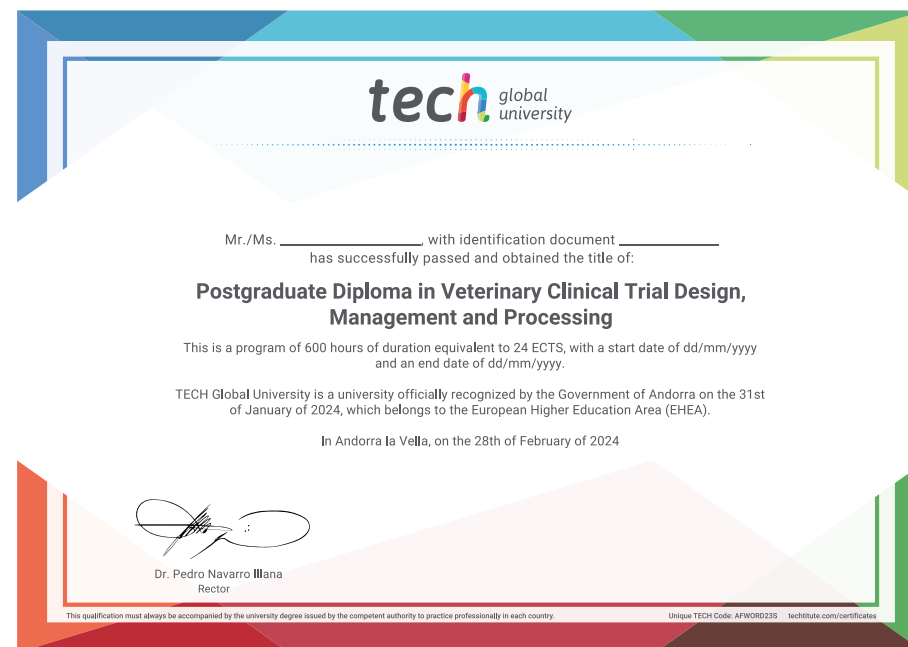 tech global university
Mr./Ms. ____________________, with identification document ______________
has successfully passed and obtained the title of:
Postgraduate Diploma in Veterinary Clinical Trial Design,
Management and Processing
This is a program of 600 hours of duration equivalent to 24 ECTS, with a start date of dd/mm/yyyy
and an end date of dd/mm/yyyy.
TECH Global University is a university officially recognized by the Government of Andorra on the 31st
of January of 2024, which belongs to the European Higher Education Area (EHEA).
In Andorra la Vella, on the 28th of February of 2024
Dr. Pedro Navarro Illana
Rector
This qualification must always be accompanied by the university degree issued by the competent authority to practice professionally in each country.
Unique TECH Code: AFWORD23S techtitute.com/certificates